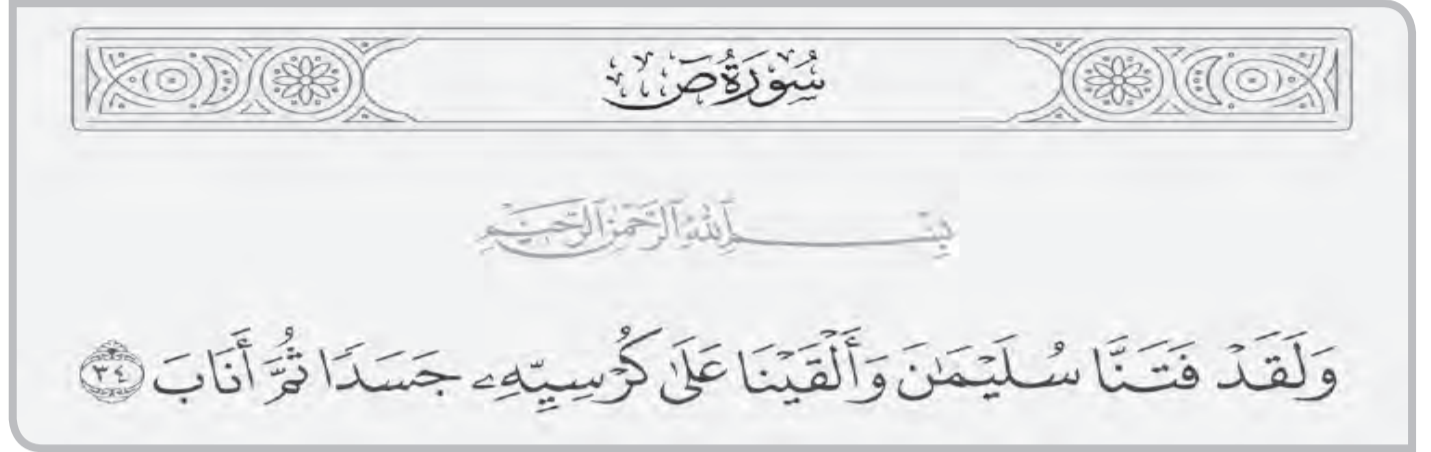 سُورَةُ صٓ
بِسْمِ ٱللَّهِ ٱلرَّحْمَٰنِ ٱلرَّحِيمِ
وَلَقَدْ فَتَنَّا سُلَيْمَٰنَ وَأَلْقَيْنَا عَلَىٰ كُرْسِيِّهِۦ جَسَدًا ثُمَّ أَنَابَ ٣٤